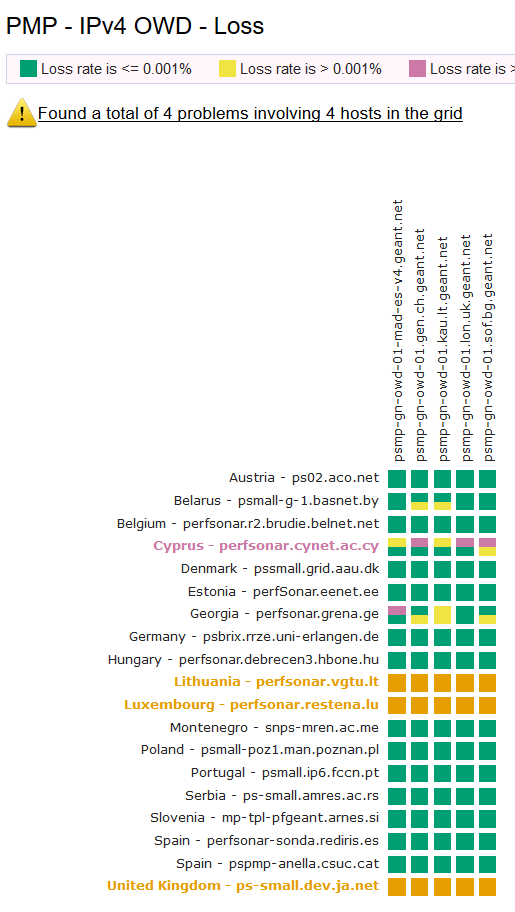 PMP - IPv4 OWD - Loss
Loss rate is <= 0.001% Loss rate is > 0.001% Loss rate is >
Found a total of 4 problems involving 4 hosts in the grid
psmp-gn-owd-01-mad-es-v4.geant.net
psmp-gn-owd-01.gen.ch.geant.net
psmp-gn-owd-01.kau.lt.geant.net
psmp-gn-owd-01.lon.uk.geant.net
psmp-gn-owd-01.sof.bg.geant.net
Austria - ps02.aco.net
Belarus - psmall-g-1.basnet.by
Belgium - perfsonar.r2.brudie.belnet.net
Cyprus - perfsonar.cynet.ac.cy
Denmark - pssmall.grid.aau.dk
Estonia - perfSonar.eenet.ee
Georgia - perfsonar.grena.ge
Germany - psbrix.rrze.uni-erlangen.de
Hungary - perfsonar.debrecen3.hbone.hu
Lithuania - perfsonar.vgtu.lt
Luxembourg - perfsonar.restena.lu
Montenegro - snps-mren.ac.me
Poland - psmall-poz1.man.poznan.pl
Portugal - psmall.ip6.fccn.pt
Serbia - ps-small.amres.ac.rs
Slovenia - mp-tpl-pfgeant.arnes.si
Spain - perfsonar-sonda.rediris.es
Spain - pspmp-anella.csuc.cat
United Kingdom - ps-small.dev.ja.net